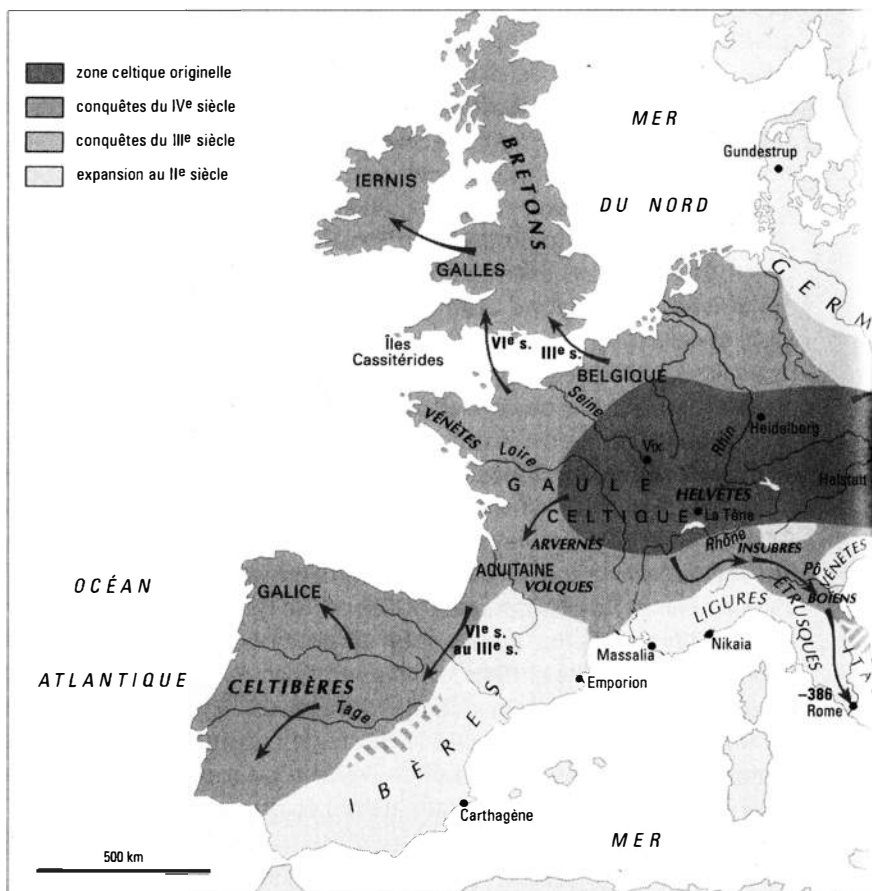 zone celtique originelle
conquêtes du IVe siècle
conquêtes du IIIe siècle
expansion au IIe siècle
MER
DU NORD
Gundestrup
IERNIS
BRETONS
GALLES
GERM
Îles
Cassitérides
VIe s.
IIIe s.
BELGIQUE
Seine
VÉNÈTES
Loire
Vix
Rhin
Heidelberg
Halstatt
GAULE
CELTIQUE
HELVÈTES
La Tène
ARVERNES
Rhône
INSUBRES
Pô
VÉNÈTES
BOÏENS
AQUITAINE
VOLQUES
OCÉAN
ATLANTIQUE
GALICE
VIe s.
au IIIe s.
LIGURES
ÉTRUSQUES
ITA
Massalia
Nikaia
Emporion
CELTIBÈRES
Tage
–386
Rome
IBÈRES
Carthagène
MER
500 km